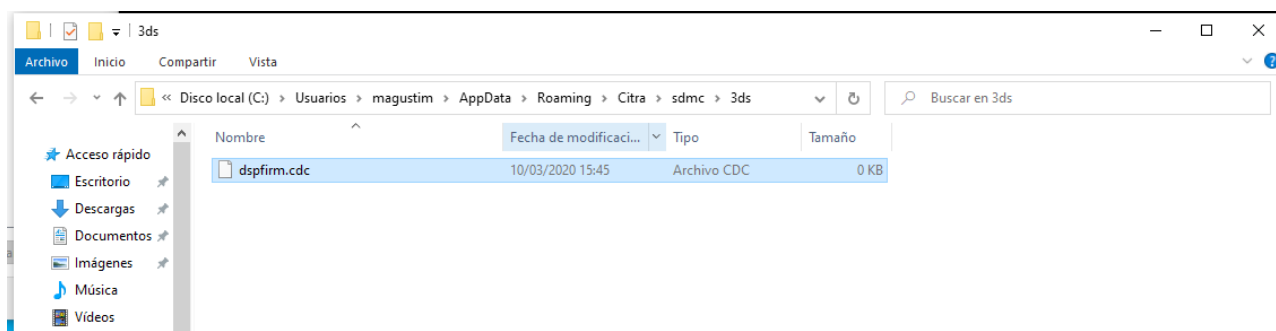 3ds
Archivo Inicio Compartir Vista
« Disco local (C:) > Usuarios > magustim > AppData > Roaming > Citra > sdmc > 3ds Buscar en 3ds
Nombre Fecha de modificaci... Tipo Tamaño
Acceso rápido
dspfirm.cdc 10/03/2020 15:45 Archivo CDC 0 KB
Escritorio
Descargas
Documentos
Imágenes
Música
Vídeos